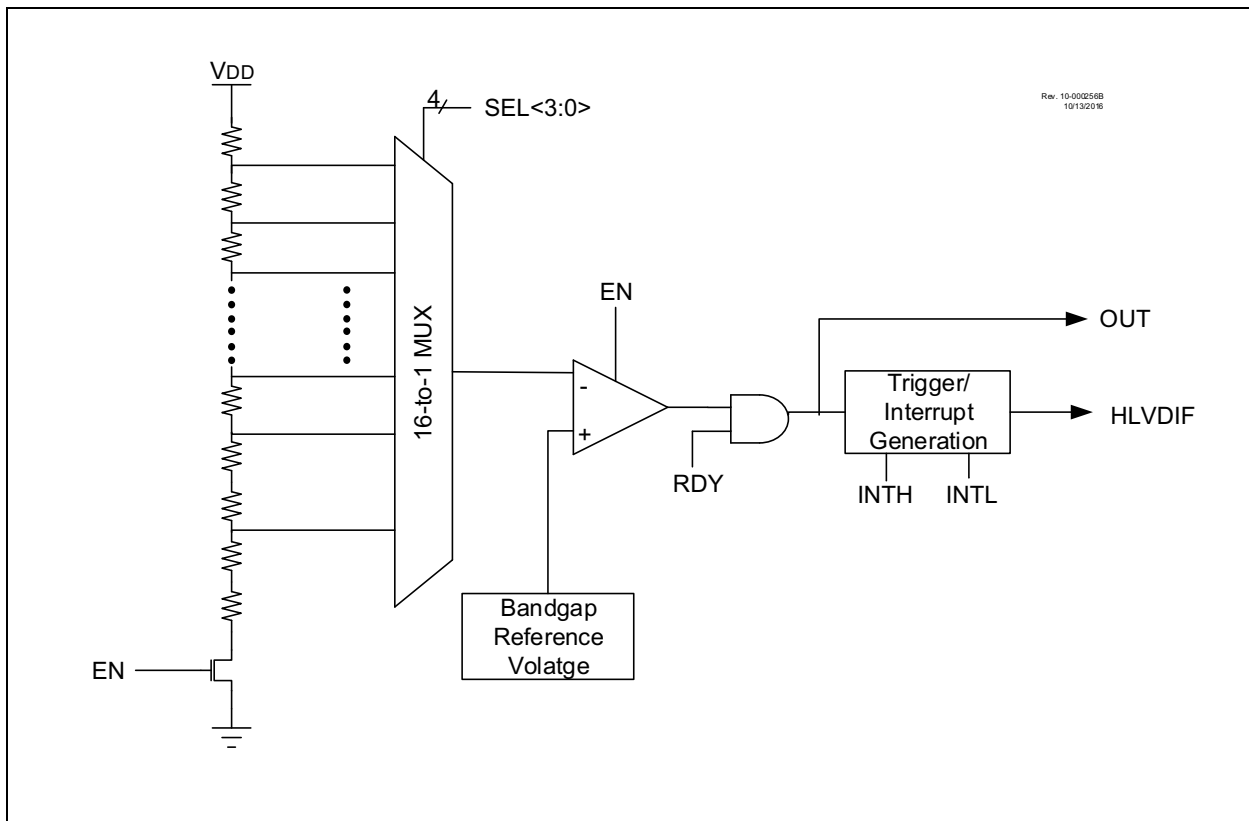 VDD
4
SEL<3:0>
Rev. 10-000256B
10/13/2016
16-to-1 MUX
EN
-
+
RDY
OUT
Trigger/
Interrupt
Generation
HLVDIF
INTH
INTL
Bandgap
Reference
Volatge
EN